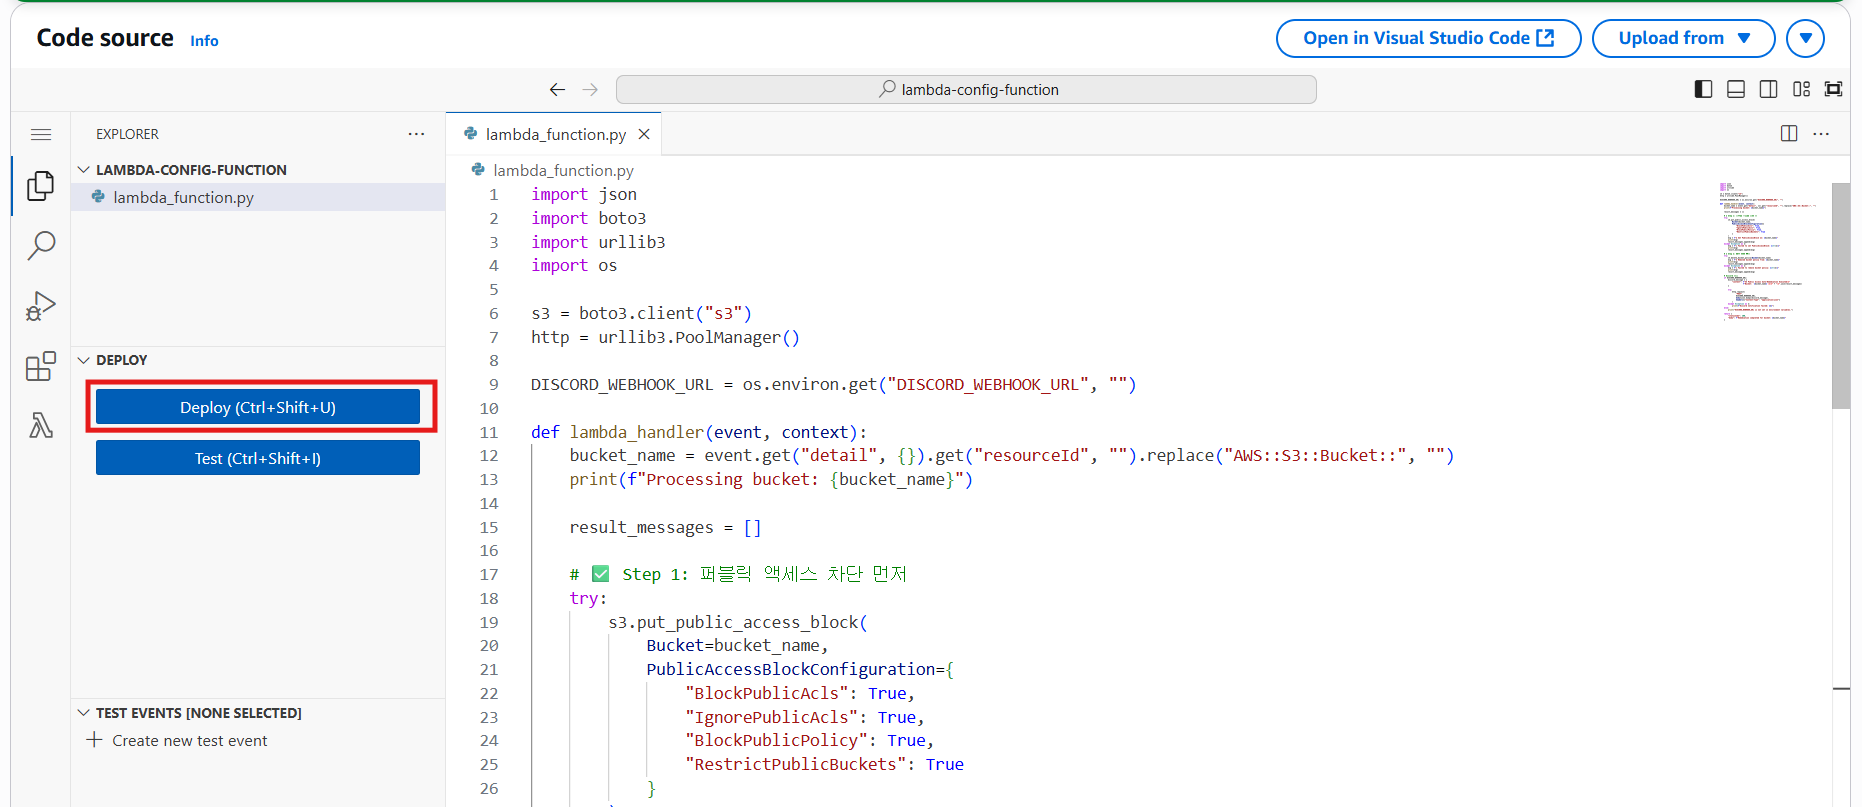 Code source Info
Open in Visual Studio Code
Upload from
lambda-config-function
EXPLORER
LAMBDA-CONFIG-FUNCTION
lambda_function.py
DEPLOY
Deploy (Ctrl+Shift+U)
Test (Ctrl+Shift+I)
TEST EVENTS [NONE SELECTED]
Create new test event
lambda_function.py
lambda_function.py
1 import json
2 import boto3
3 import urllib3
4 import os
5
6 s3 = boto3.client("s3")
7 http = urllib3.PoolManager()
8
9 DISCORD_WEBHOOK_URL = os.environ.get("DISCORD_WEBHOOK_URL", "")
10
11 def lambda_handler(event, context):
12 bucket_name = event.get("detail", {}).get("resourceId", "").replace("AWS::S3::Bucket::", "")
13 print(f"Processing bucket: {bucket_name}")
14
15 result_messages = []
16
17 # ✅ Step 1: 퍼블릭 액세스 차단 먼저
18 try:
19 s3.put_public_access_block(
20 Bucket=bucket_name,
21 PublicAccessBlockConfiguration={
22 "BlockPublicAcls": True,
23 "IgnorePublicAcls": True,
24 "BlockPublicPolicy": True,
25 "RestrictPublicBuckets": True
26 }